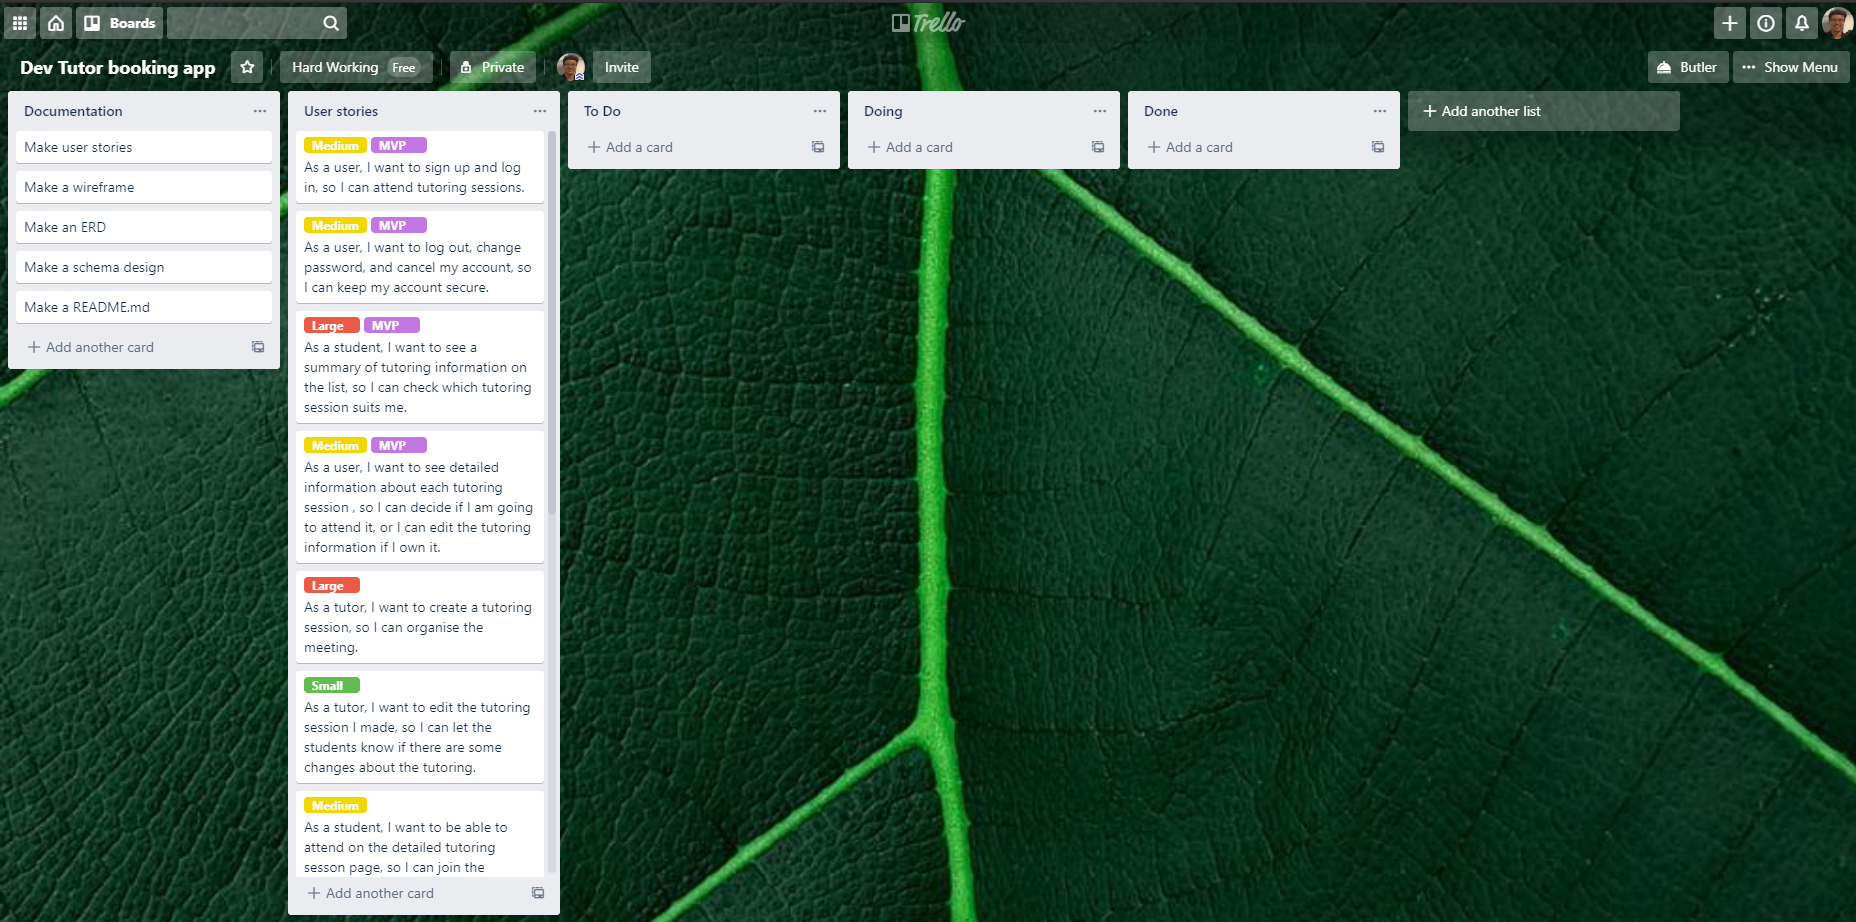 Boards
Trello
Dev Tutor booking app
Hard Working Free
Private
Invite
Butler
Show Menu
Documentation
Make user stories
Make a wireframe
Make an ERD
Make a schema design
Make a README.md
Add another card
User stories
Medium MVP
As a user, I want to sign up and log
in, so I can attend tutoring sessions.
Medium MVP
As a user, I want to log out, change
password, and cancel my account, so
I can keep my account secure.
Large MVP
As a student, I want to see a
summary of tutoring information on
the list, so I can check which tutoring
session suits me.
Medium MVP
As a user, I want to see detailed
information about each tutoring
session , so I can decide if I am going
to attend it, or I can edit the tutoring
information if I own it.
Large
As a tutor, I want to create a tutoring
session, so I can organise the
meeting.
Small
As a tutor, I want to edit the tutoring
session I made, so I can let the
students know if there are some
changes about the tutoring.
Medium
As a student, I want to be able to
attend on the detailed tutoring
sesson page, so I can join the
Add another card
To Do
Add a card
Doing
Add a card
Done
Add a card
Add another list